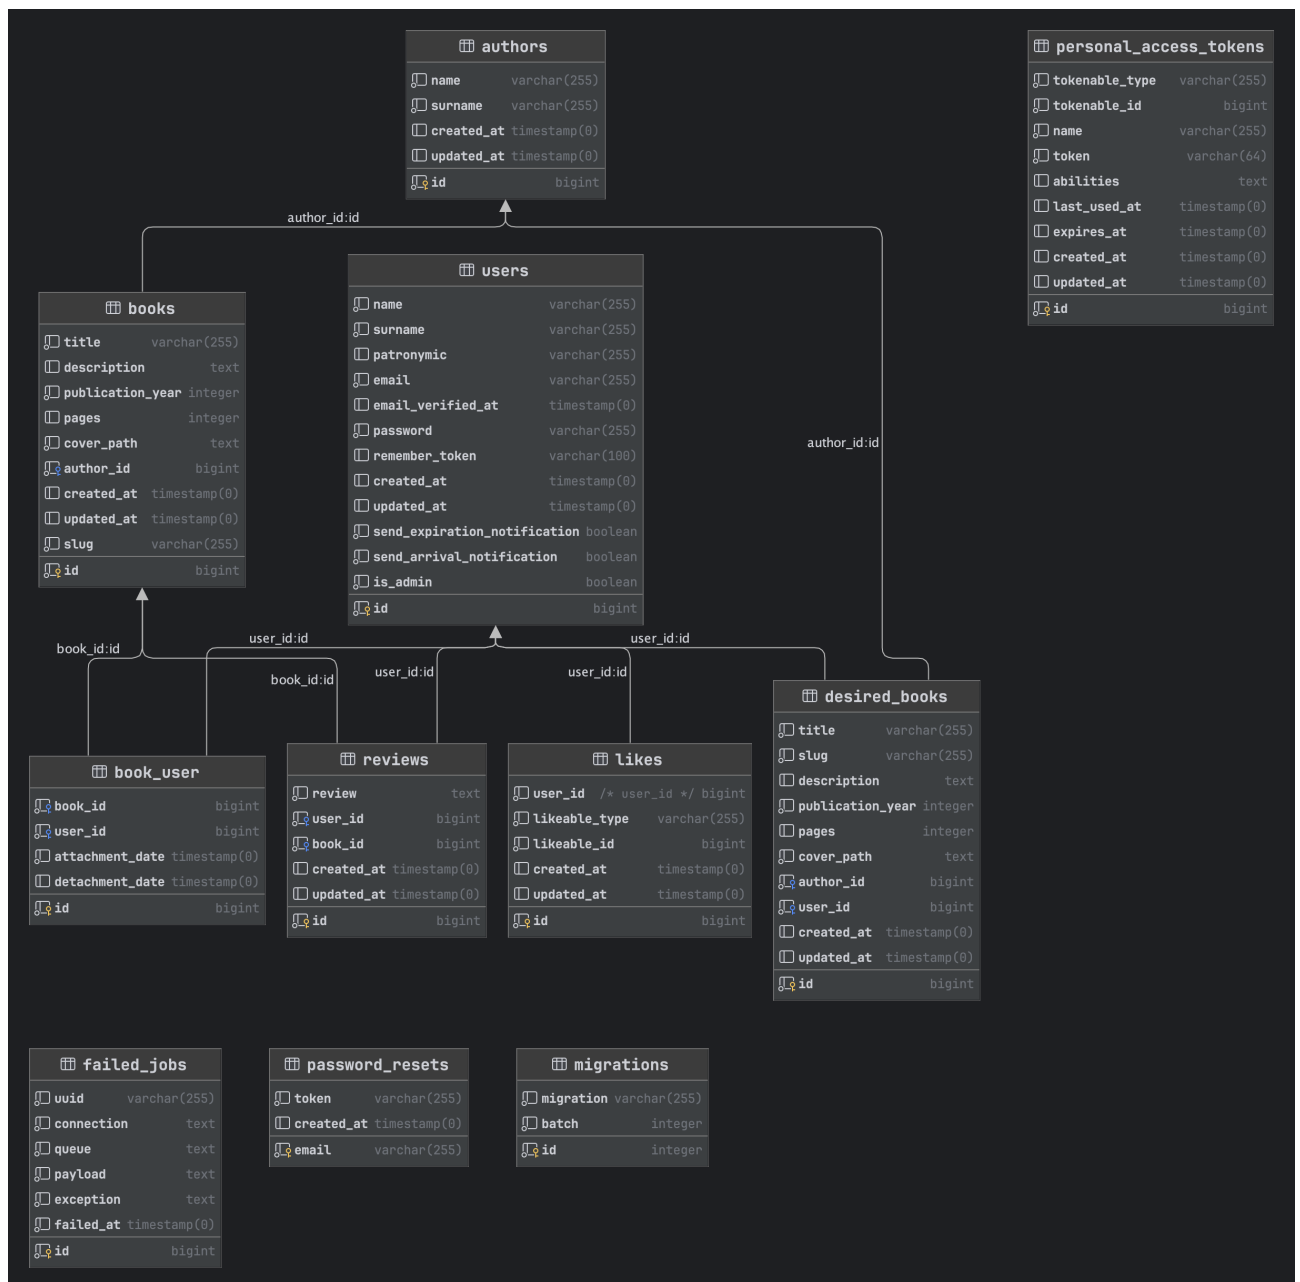 authors
name varchar(255)
surname varchar(255)
created_at timestamp(0)
updated_at timestamp(0)
id bigint
personal_access_tokens
tokenable_type varchar(255)
tokenable_id bigint
name varchar(255)
token varchar(64)
abilities text
last_used_at timestamp(0)
expires_at timestamp(0)
created_at timestamp(0)
updated_at timestamp(0)
id bigint
author_id:id
author_id:id
books
title varchar(255)
description text
publication_year integer
pages integer
cover_path text
author_id bigint
created_at timestamp(0)
updated_at timestamp(0)
slug varchar(255)
id bigint
users
name varchar(255)
surname varchar(255)
patronymic varchar(255)
email varchar(255)
email_verified_at timestamp(0)
password varchar(255)
remember_token varchar(100)
created_at timestamp(0)
updated_at timestamp(0)
send_expiration_notification boolean
send_arrival_notification boolean
is_admin boolean
id bigint
book_id:id
user_id:id
book_id:id
user_id:id
user_id:id
user_id:id
book_user
book_id bigint
user_id bigint
attachment_date timestamp(0)
detachment_date timestamp(0)
id bigint
reviews
review text
user_id bigint
book_id bigint
created_at timestamp(0)
updated_at timestamp(0)
id bigint
likes
user_id /* user_id */ bigint
likeable_type varchar(255)
likeable_id bigint
created_at timestamp(0)
updated_at timestamp(0)
id bigint
desired_books
title varchar(255)
slug varchar(255)
description text
publication_year integer
pages integer
cover_path text
author_id bigint
user_id bigint
created_at timestamp(0)
updated_at timestamp(0)
id bigint
failed_jobs
uuid varchar(255)
connection text
queue text
payload text
exception text
failed_at timestamp(0)
id bigint
password_resets
token varchar(255)
created_at timestamp(0)
email varchar(255)
migrations
migration varchar(255)
batch integer
id integer